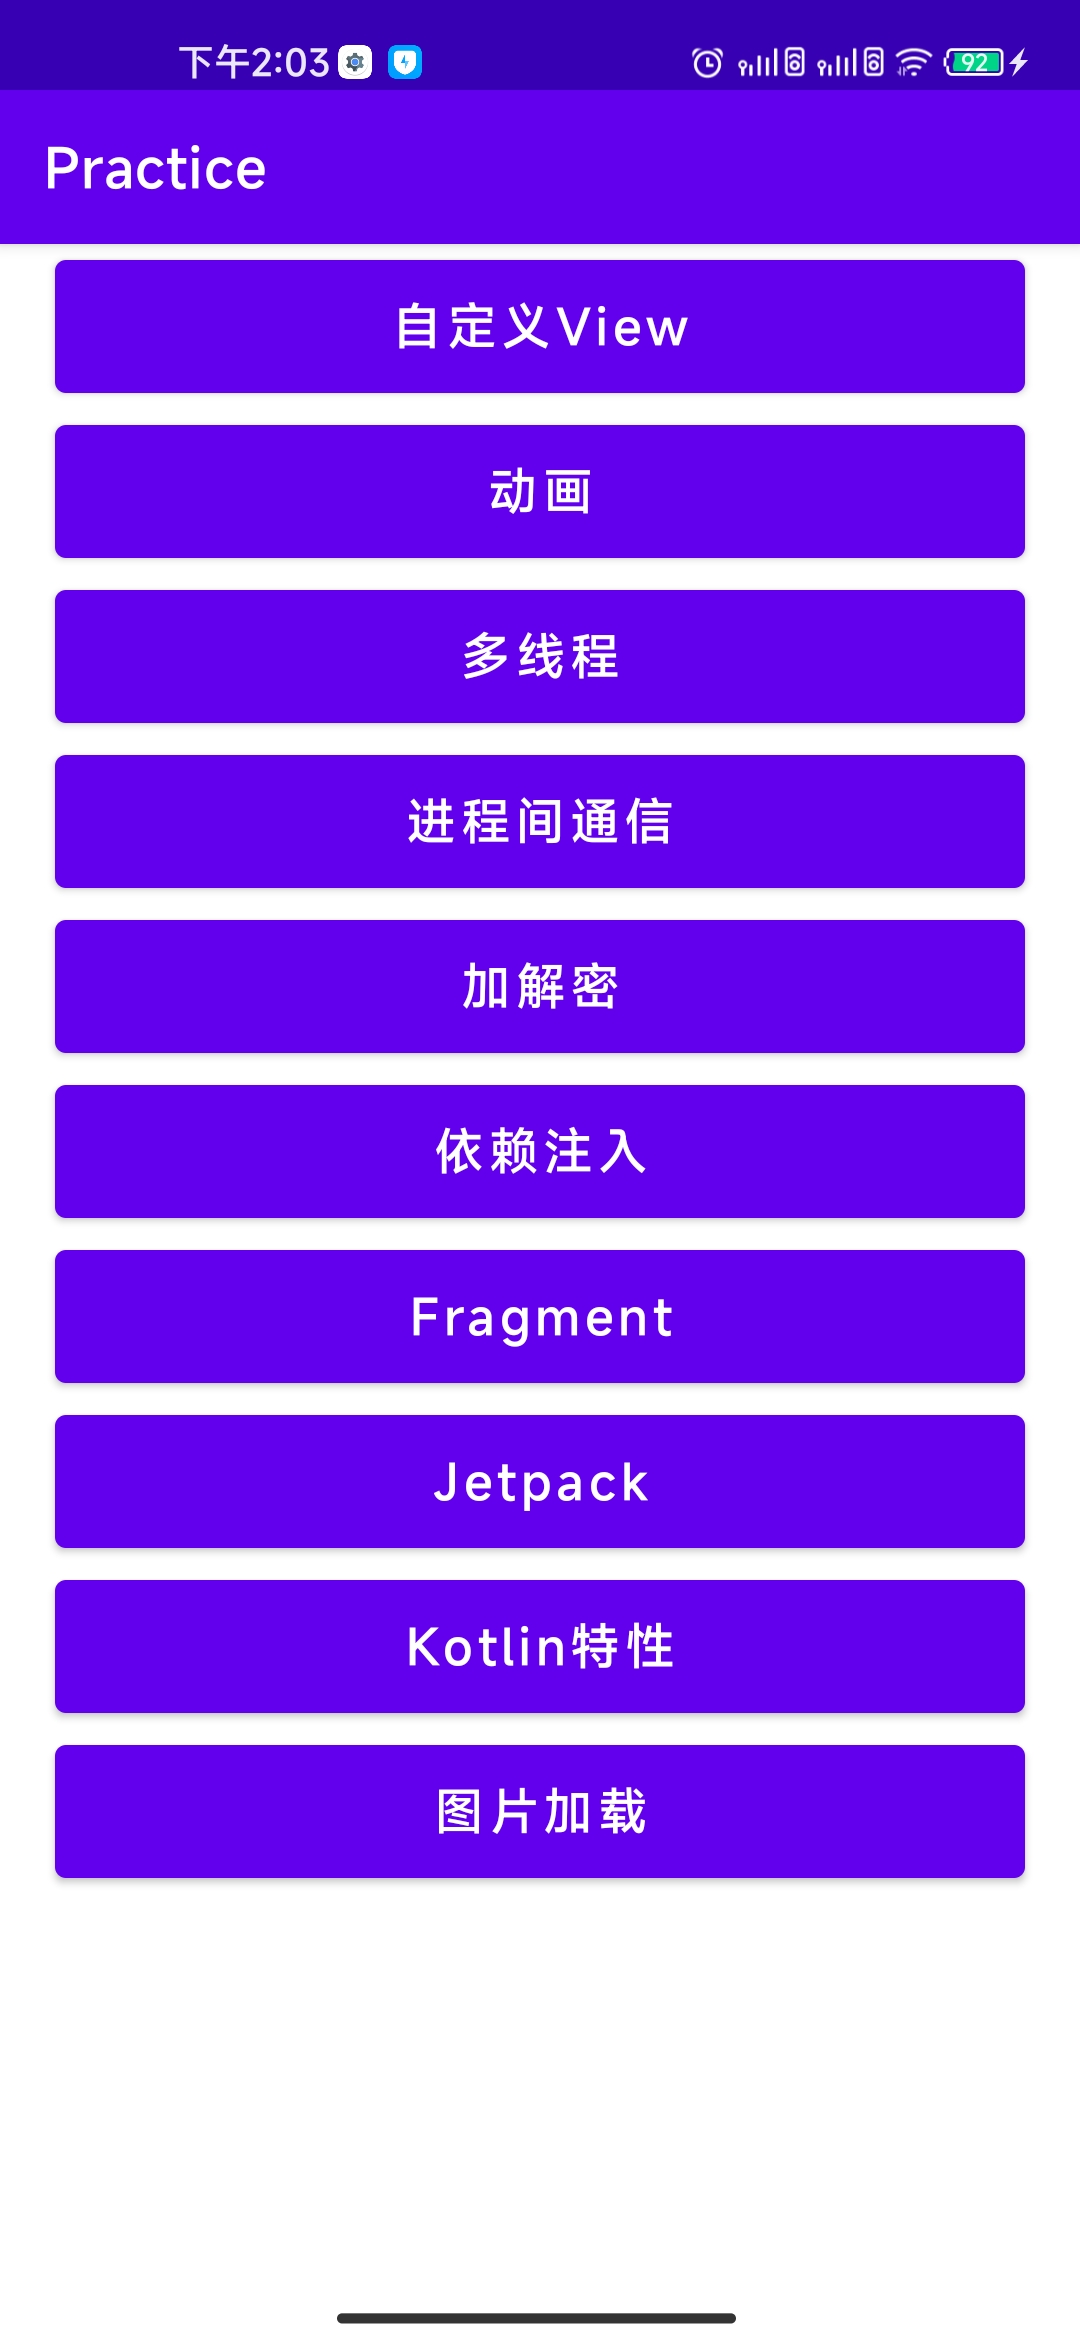 下午2:03
92
Practice
自定义View
动画
多线程
进程间通信
加解密
依赖注入
Fragment
Jetpack
Kotlin特性
图片加载